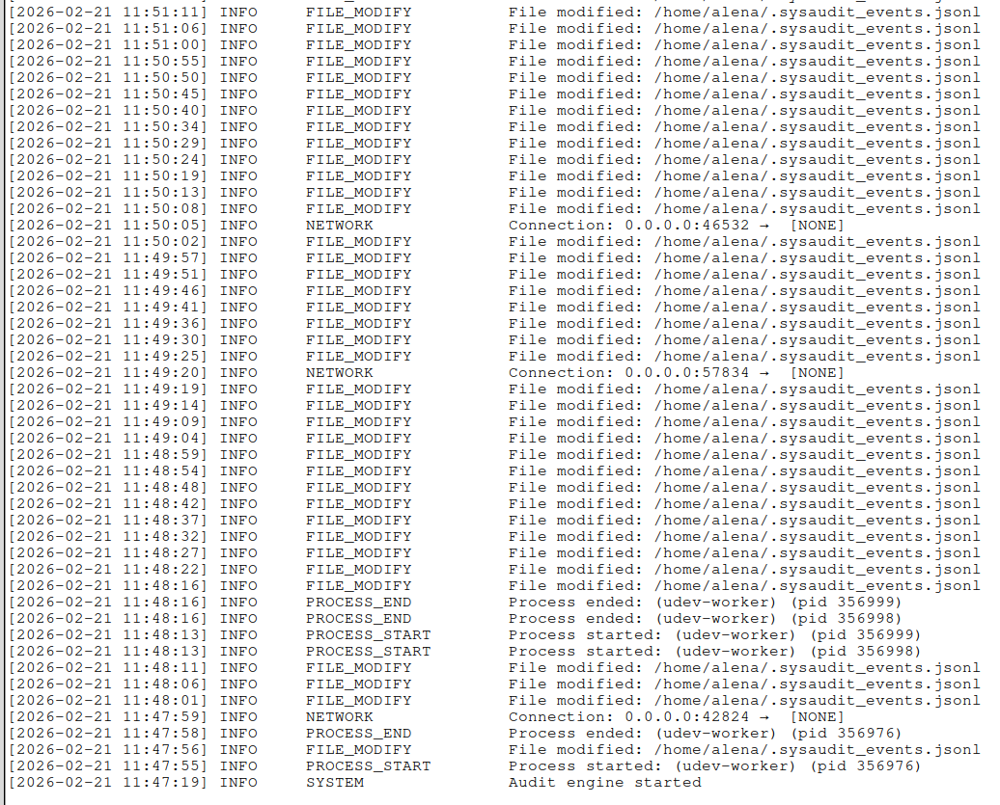 [2026-02-21 11:51:11] INFO FILE_MODIFY File modified: /home/alena/.sysaudit_events.jsonl
[2026-02-21 11:51:06] INFO FILE_MODIFY File modified: /home/alena/.sysaudit_events.jsonl
[2026-02-21 11:51:00] INFO FILE_MODIFY File modified: /home/alena/.sysaudit_events.jsonl
[2026-02-21 11:50:55] INFO FILE_MODIFY File modified: /home/alena/.sysaudit_events.jsonl
[2026-02-21 11:50:50] INFO FILE_MODIFY File modified: /home/alena/.sysaudit_events.jsonl
[2026-02-21 11:50:45] INFO FILE_MODIFY File modified: /home/alena/.sysaudit_events.jsonl
[2026-02-21 11:50:40] INFO FILE_MODIFY File modified: /home/alena/.sysaudit_events.jsonl
[2026-02-21 11:50:34] INFO FILE_MODIFY File modified: /home/alena/.sysaudit_events.jsonl
[2026-02-21 11:50:29] INFO FILE_MODIFY File modified: /home/alena/.sysaudit_events.jsonl
[2026-02-21 11:50:24] INFO FILE_MODIFY File modified: /home/alena/.sysaudit_events.jsonl
[2026-02-21 11:50:19] INFO FILE_MODIFY File modified: /home/alena/.sysaudit_events.jsonl
[2026-02-21 11:50:13] INFO FILE_MODIFY File modified: /home/alena/.sysaudit_events.jsonl
[2026-02-21 11:50:08] INFO FILE_MODIFY File modified: /home/alena/.sysaudit_events.jsonl
[2026-02-21 11:50:05] INFO NETWORK Connection: 0.0.0.0:46532 → [NONE]
[2026-02-21 11:50:02] INFO FILE_MODIFY File modified: /home/alena/.sysaudit_events.jsonl
[2026-02-21 11:49:57] INFO FILE_MODIFY File modified: /home/alena/.sysaudit_events.jsonl
[2026-02-21 11:49:51] INFO FILE_MODIFY File modified: /home/alena/.sysaudit_events.jsonl
[2026-02-21 11:49:46] INFO FILE_MODIFY File modified: /home/alena/.sysaudit_events.jsonl
[2026-02-21 11:49:41] INFO FILE_MODIFY File modified: /home/alena/.sysaudit_events.jsonl
[2026-02-21 11:49:36] INFO FILE_MODIFY File modified: /home/alena/.sysaudit_events.jsonl
[2026-02-21 11:49:30] INFO FILE_MODIFY File modified: /home/alena/.sysaudit_events.jsonl
[2026-02-21 11:49:25] INFO FILE_MODIFY File modified: /home/alena/.sysaudit_events.jsonl
[2026-02-21 11:49:20] INFO NETWORK Connection: 0.0.0.0:57834 → [NONE]
[2026-02-21 11:49:19] INFO FILE_MODIFY File modified: /home/alena/.sysaudit_events.jsonl
[2026-02-21 11:49:14] INFO FILE_MODIFY File modified: /home/alena/.sysaudit_events.jsonl
[2026-02-21 11:49:09] INFO FILE_MODIFY File modified: /home/alena/.sysaudit_events.jsonl
[2026-02-21 11:49:04] INFO FILE_MODIFY File modified: /home/alena/.sysaudit_events.jsonl
[2026-02-21 11:48:59] INFO FILE_MODIFY File modified: /home/alena/.sysaudit_events.jsonl
[2026-02-21 11:48:54] INFO FILE_MODIFY File modified: /home/alena/.sysaudit_events.jsonl
[2026-02-21 11:48:48] INFO FILE_MODIFY File modified: /home/alena/.sysaudit_events.jsonl
[2026-02-21 11:48:42] INFO FILE_MODIFY File modified: /home/alena/.sysaudit_events.jsonl
[2026-02-21 11:48:37] INFO FILE_MODIFY File modified: /home/alena/.sysaudit_events.jsonl
[2026-02-21 11:48:32] INFO FILE_MODIFY File modified: /home/alena/.sysaudit_events.jsonl
[2026-02-21 11:48:27] INFO FILE_MODIFY File modified: /home/alena/.sysaudit_events.jsonl
[2026-02-21 11:48:22] INFO FILE_MODIFY File modified: /home/alena/.sysaudit_events.jsonl
[2026-02-21 11:48:16] INFO FILE_MODIFY File modified: /home/alena/.sysaudit_events.jsonl
[2026-02-21 11:48:16] INFO PROCESS_END Process ended: (udev-worker) (pid 356999)
[2026-02-21 11:48:16] INFO PROCESS_END Process ended: (udev-worker) (pid 356998)
[2026-02-21 11:48:13] INFO PROCESS_START Process started: (udev-worker) (pid 356999)
[2026-02-21 11:48:13] INFO PROCESS_START Process started: (udev-worker) (pid 356998)
[2026-02-21 11:48:11] INFO FILE_MODIFY File modified: /home/alena/.sysaudit_events.jsonl
[2026-02-21 11:48:06] INFO FILE_MODIFY File modified: /home/alena/.sysaudit_events.jsonl
[2026-02-21 11:48:01] INFO FILE_MODIFY File modified: /home/alena/.sysaudit_events.jsonl
[2026-02-21 11:47:59] INFO NETWORK Connection: 0.0.0.0:42824 → [NONE]
[2026-02-21 11:47:58] INFO PROCESS_END Process ended: (udev-worker) (pid 356976)
[2026-02-21 11:47:56] INFO FILE_MODIFY File modified: /home/alena/.sysaudit_events.jsonl
[2026-02-21 11:47:55] INFO PROCESS_START Process started: (udev-worker) (pid 356976)
[2026-02-21 11:47:19] INFO SYSTEM Audit engine started